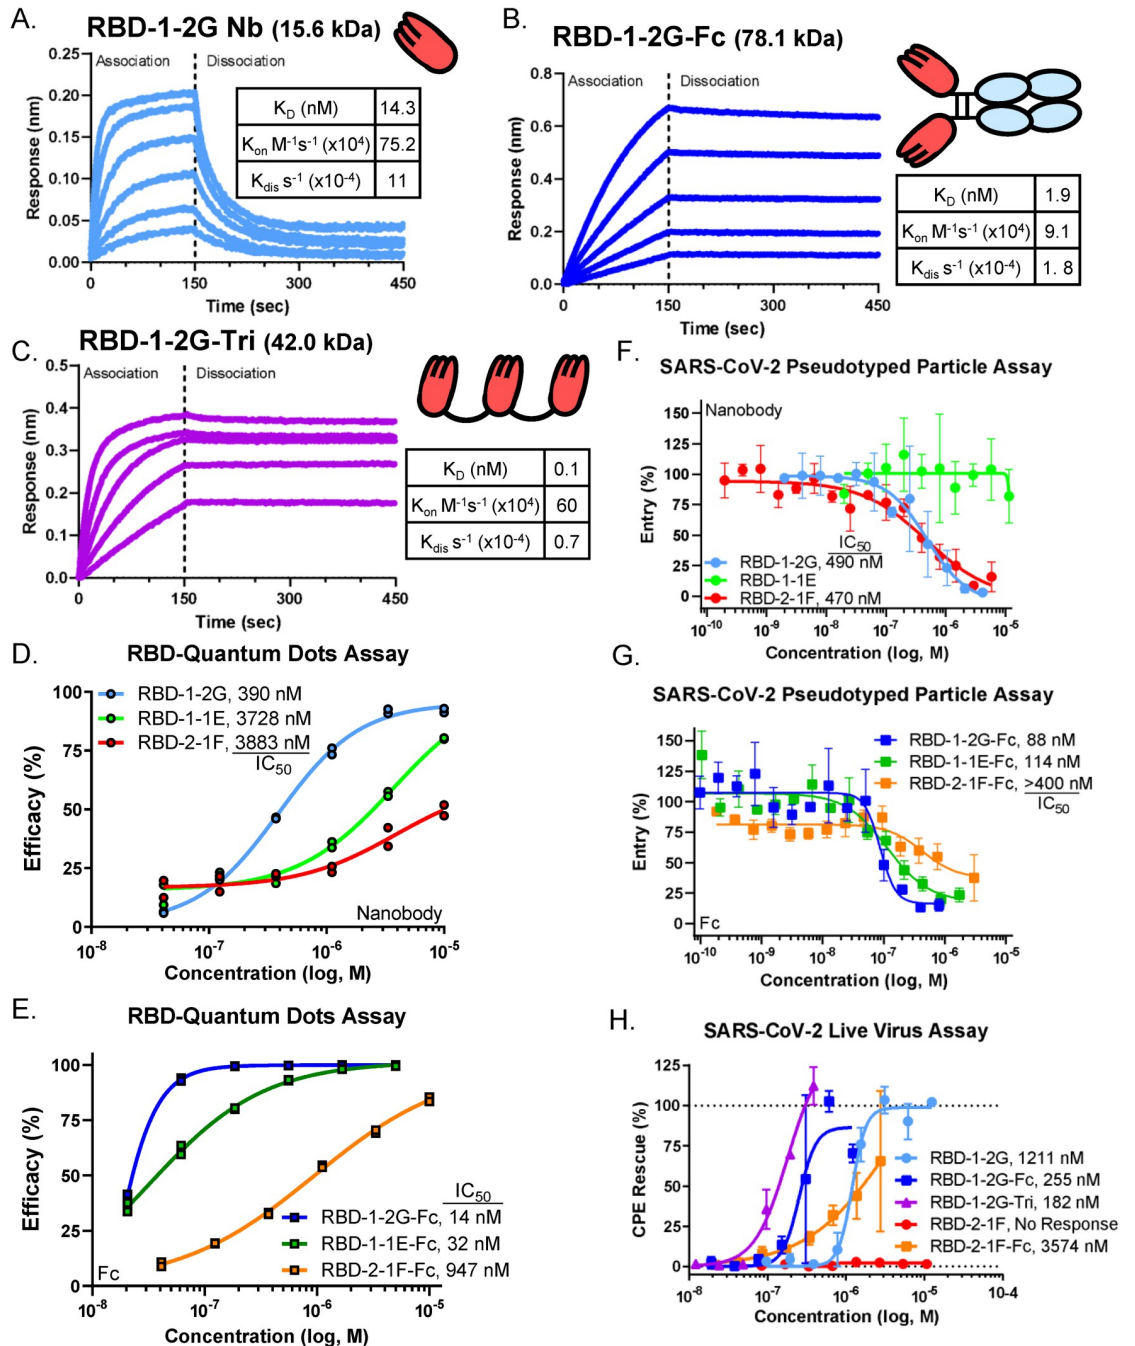 A.
RBD-1-2G Nb (15.6 kDa)
Association
Dissociation
Response (nm)
0.25
0.20
0.15
0.10
0.05
0.00
0
150
300
450
Time (sec)
K_D (nM) 14.3
K_on M⁻¹s⁻¹ (x10⁴) 75.2
K_dis s⁻¹ (x10⁻⁴) 11
B.
RBD-1-2G-Fc (78.1 kDa)
Association
Dissociation
Response (nm)
0.8
0.6
0.4
0.2
0.0
0
150
300
450
Time (sec)
K_D (nM) 1.9
K_on M⁻¹s⁻¹ (x10⁴) 9.1
K_dis s⁻¹ (x10⁻⁴) 1. 8
C.
RBD-1-2G-Tri (42.0 kDa)
Association
Dissociation
Response (nm)
0.5
0.4
0.3
0.2
0.1
0.0
0
150
300
450
Time (sec)
K_D (nM) 0.1
K_on M⁻¹s⁻¹ (x10⁴) 60
K_dis s⁻¹ (x10⁻⁴) 0.7
D.
RBD-Quantum Dots Assay
RBD-1-2G, 390 nM
RBD-1-1E, 3728 nM
RBD-2-1F, 3883 nM
IC₅₀
Efficacy (%)
100
75
50
25
0
Nanobody
10⁻⁸
10⁻⁷
10⁻⁶
10⁻⁵
Concentration (log, M)
E.
RBD-Quantum Dots Assay
Efficacy (%)
100
75
50
25
0
IC₅₀
RBD-1-2G-Fc, 14 nM
RBD-1-1E-Fc, 32 nM
RBD-2-1F-Fc, 947 nM
Fc
10⁻⁸
10⁻⁷
10⁻⁶
10⁻⁵
Concentration (log, M)
F.
SARS-CoV-2 Pseudotyped Particle Assay
Nanobody
Entry (%)
150
125
100
75
50
25
0
IC₅₀
RBD-1-2G, 490 nM
RBD-1-1E
RBD-2-1F, 470 nM
10⁻¹⁰
10⁻⁹
10⁻⁸
10⁻⁷
10⁻⁶
10⁻⁵
Concentration (log, M)
G.
SARS-CoV-2 Pseudotyped Particle Assay
RBD-1-2G-Fc, 88 nM
RBD-1-1E-Fc, 114 nM
RBD-2-1F-Fc, >400 nM
IC₅₀
Entry (%)
150
125
100
75
50
25
0
Fc
10⁻¹⁰
10⁻⁹
10⁻⁸
10⁻⁷
10⁻⁶
10⁻⁵
Concentration (log, M)
H.
SARS-CoV-2 Live Virus Assay
CPE Rescue (%)
125
100
75
50
25
0
RBD-1-2G, 1211 nM
RBD-1-2G-Fc, 255 nM
RBD-1-2G-Tri, 182 nM
RBD-2-1F, No Response
RBD-2-1F-Fc, 3574 nM
10⁻⁸
10⁻⁷
10⁻⁶
10⁻⁵
10⁻⁴
Concentration (log, M)